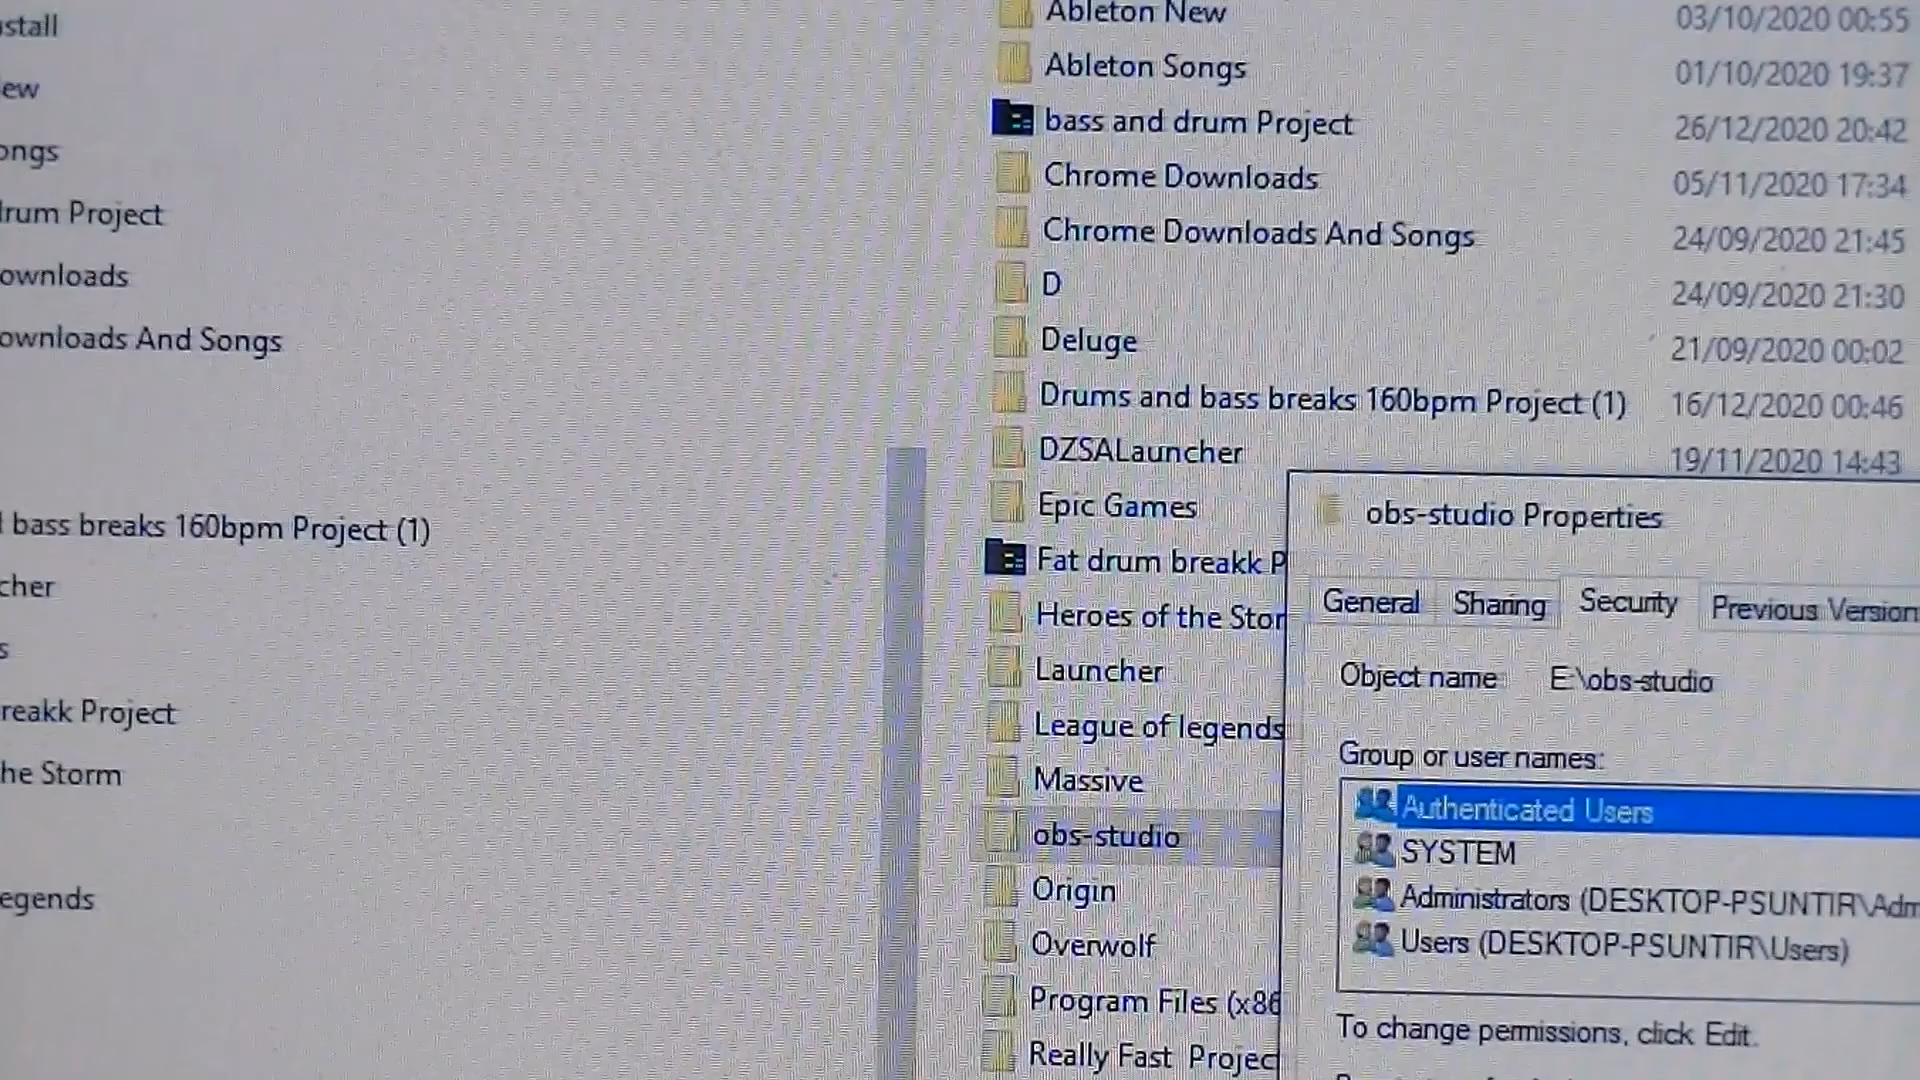 stall
ew
ongs
drum Project
ownloads
ownloads And Songs
bass breaks 160bpm Project (1)
cher
s
reakk Project
he Storm
egends
Ableton New 03/10/2020 00:55
Ableton Songs 01/10/2020 19:37
bass and drum Project 26/12/2020 20:42
Chrome Downloads 05/11/2020 17:34
Chrome Downloads And Songs 24/09/2020 21:45
D 24/09/2020 21:30
Deluge 21/09/2020 00:02
Drums and bass breaks 160bpm Project (1) 16/12/2020 00:46
DZSALauncher 19/11/2020 14:43
Epic Games
Fat drum breakk P
Heroes of the Stor
Launcher
League of legends
Massive
obs-studio
Origin
Overwolf
Program Files (x86
Really Fast Projec
obs-studio Properties
General Sharing Security Previous Version
Object name: E:\obs-studio
Group or user names:
Authenticated Users
SYSTEM
Administrators (DESKTOP-PSUNTIR\Adm
Users (DESKTOP-PSUNTIR\Users)
To change permissions, click Edit.